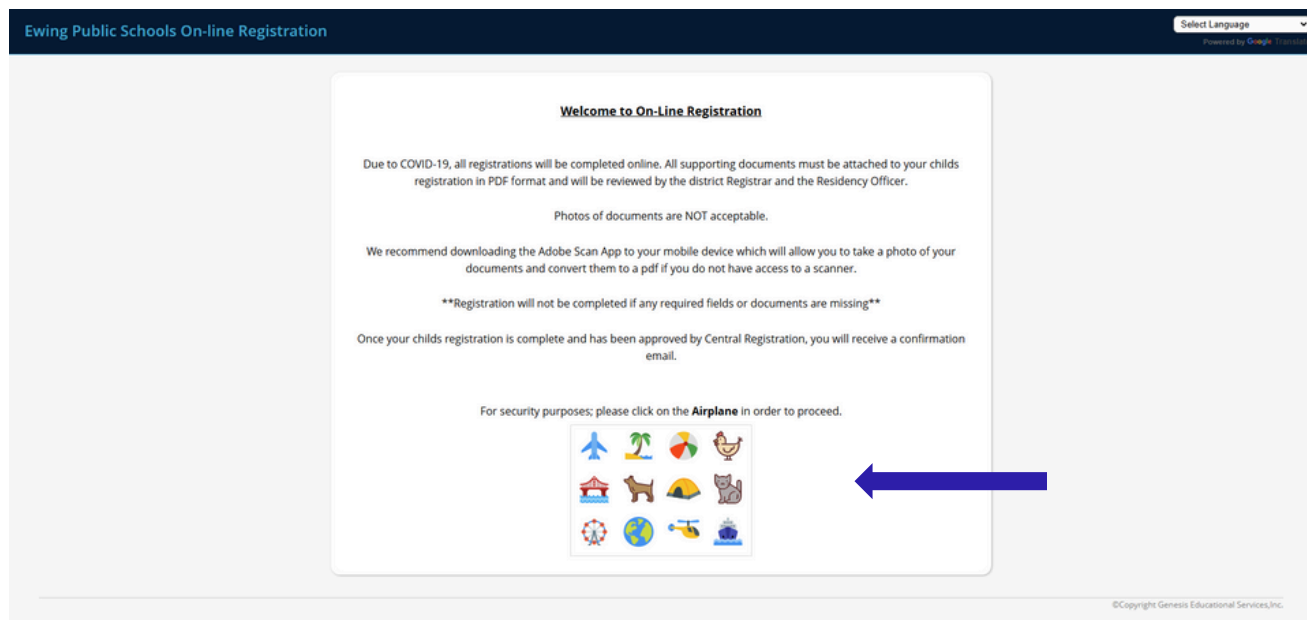 Ewing Public Schools On-line Registration
Select Language
Powered by Google Translate
Welcome to On-Line Registration
Due to COVID-19, all registrations will be completed online. All supporting documents must be attached to your childs
registration in PDF format and will be reviewed by the district Registrar and the Residency Officer.
Photos of documents are NOT acceptable.
We recommend downloading the Adobe Scan App to your mobile device which will allow you to take a photo of your
documents and convert them to a pdf if you do not have access to a scanner.
**Registration will not be completed if any required fields or documents are missing**
Once your childs registration is complete and has been approved by Central Registration, you will receive a confirmation
email.
For security purposes; please click on the Airplane in order to proceed.
©Copyright Genesis Educational Services,Inc.